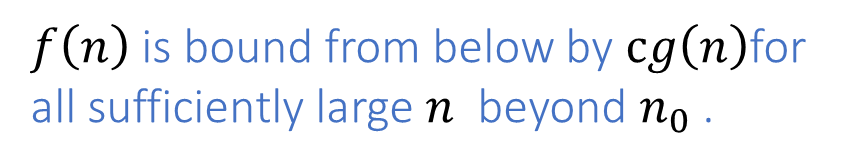 f(n) is bound from below by cg(n)for
all sufficiently large n beyond n₀ .